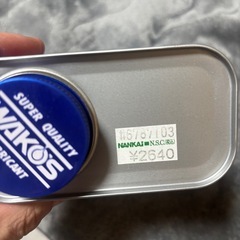 SUPER QUALITY
WAKO'S
LUBRICANT
NANKAI N.S.C.
¥2640